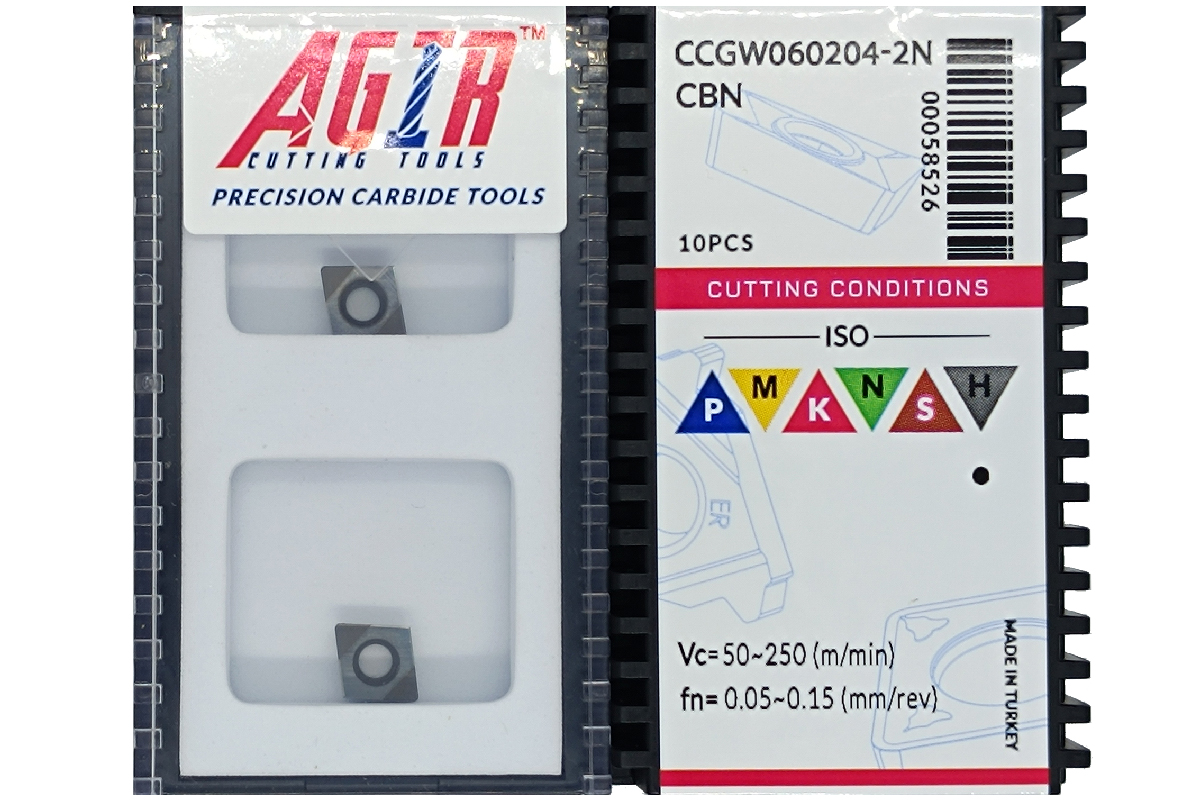 AGIR™
CUTTING TOOLS
PRECISION CARBIDE TOOLS
CCGW060204-2N
CBN
00058526
10PCS
CUTTING CONDITIONS
ISO
P M K N S H
ER
Vc= 50~250 (m/min)
fn= 0.05~0.15 (mm/rev)
MADE IN TURKEY